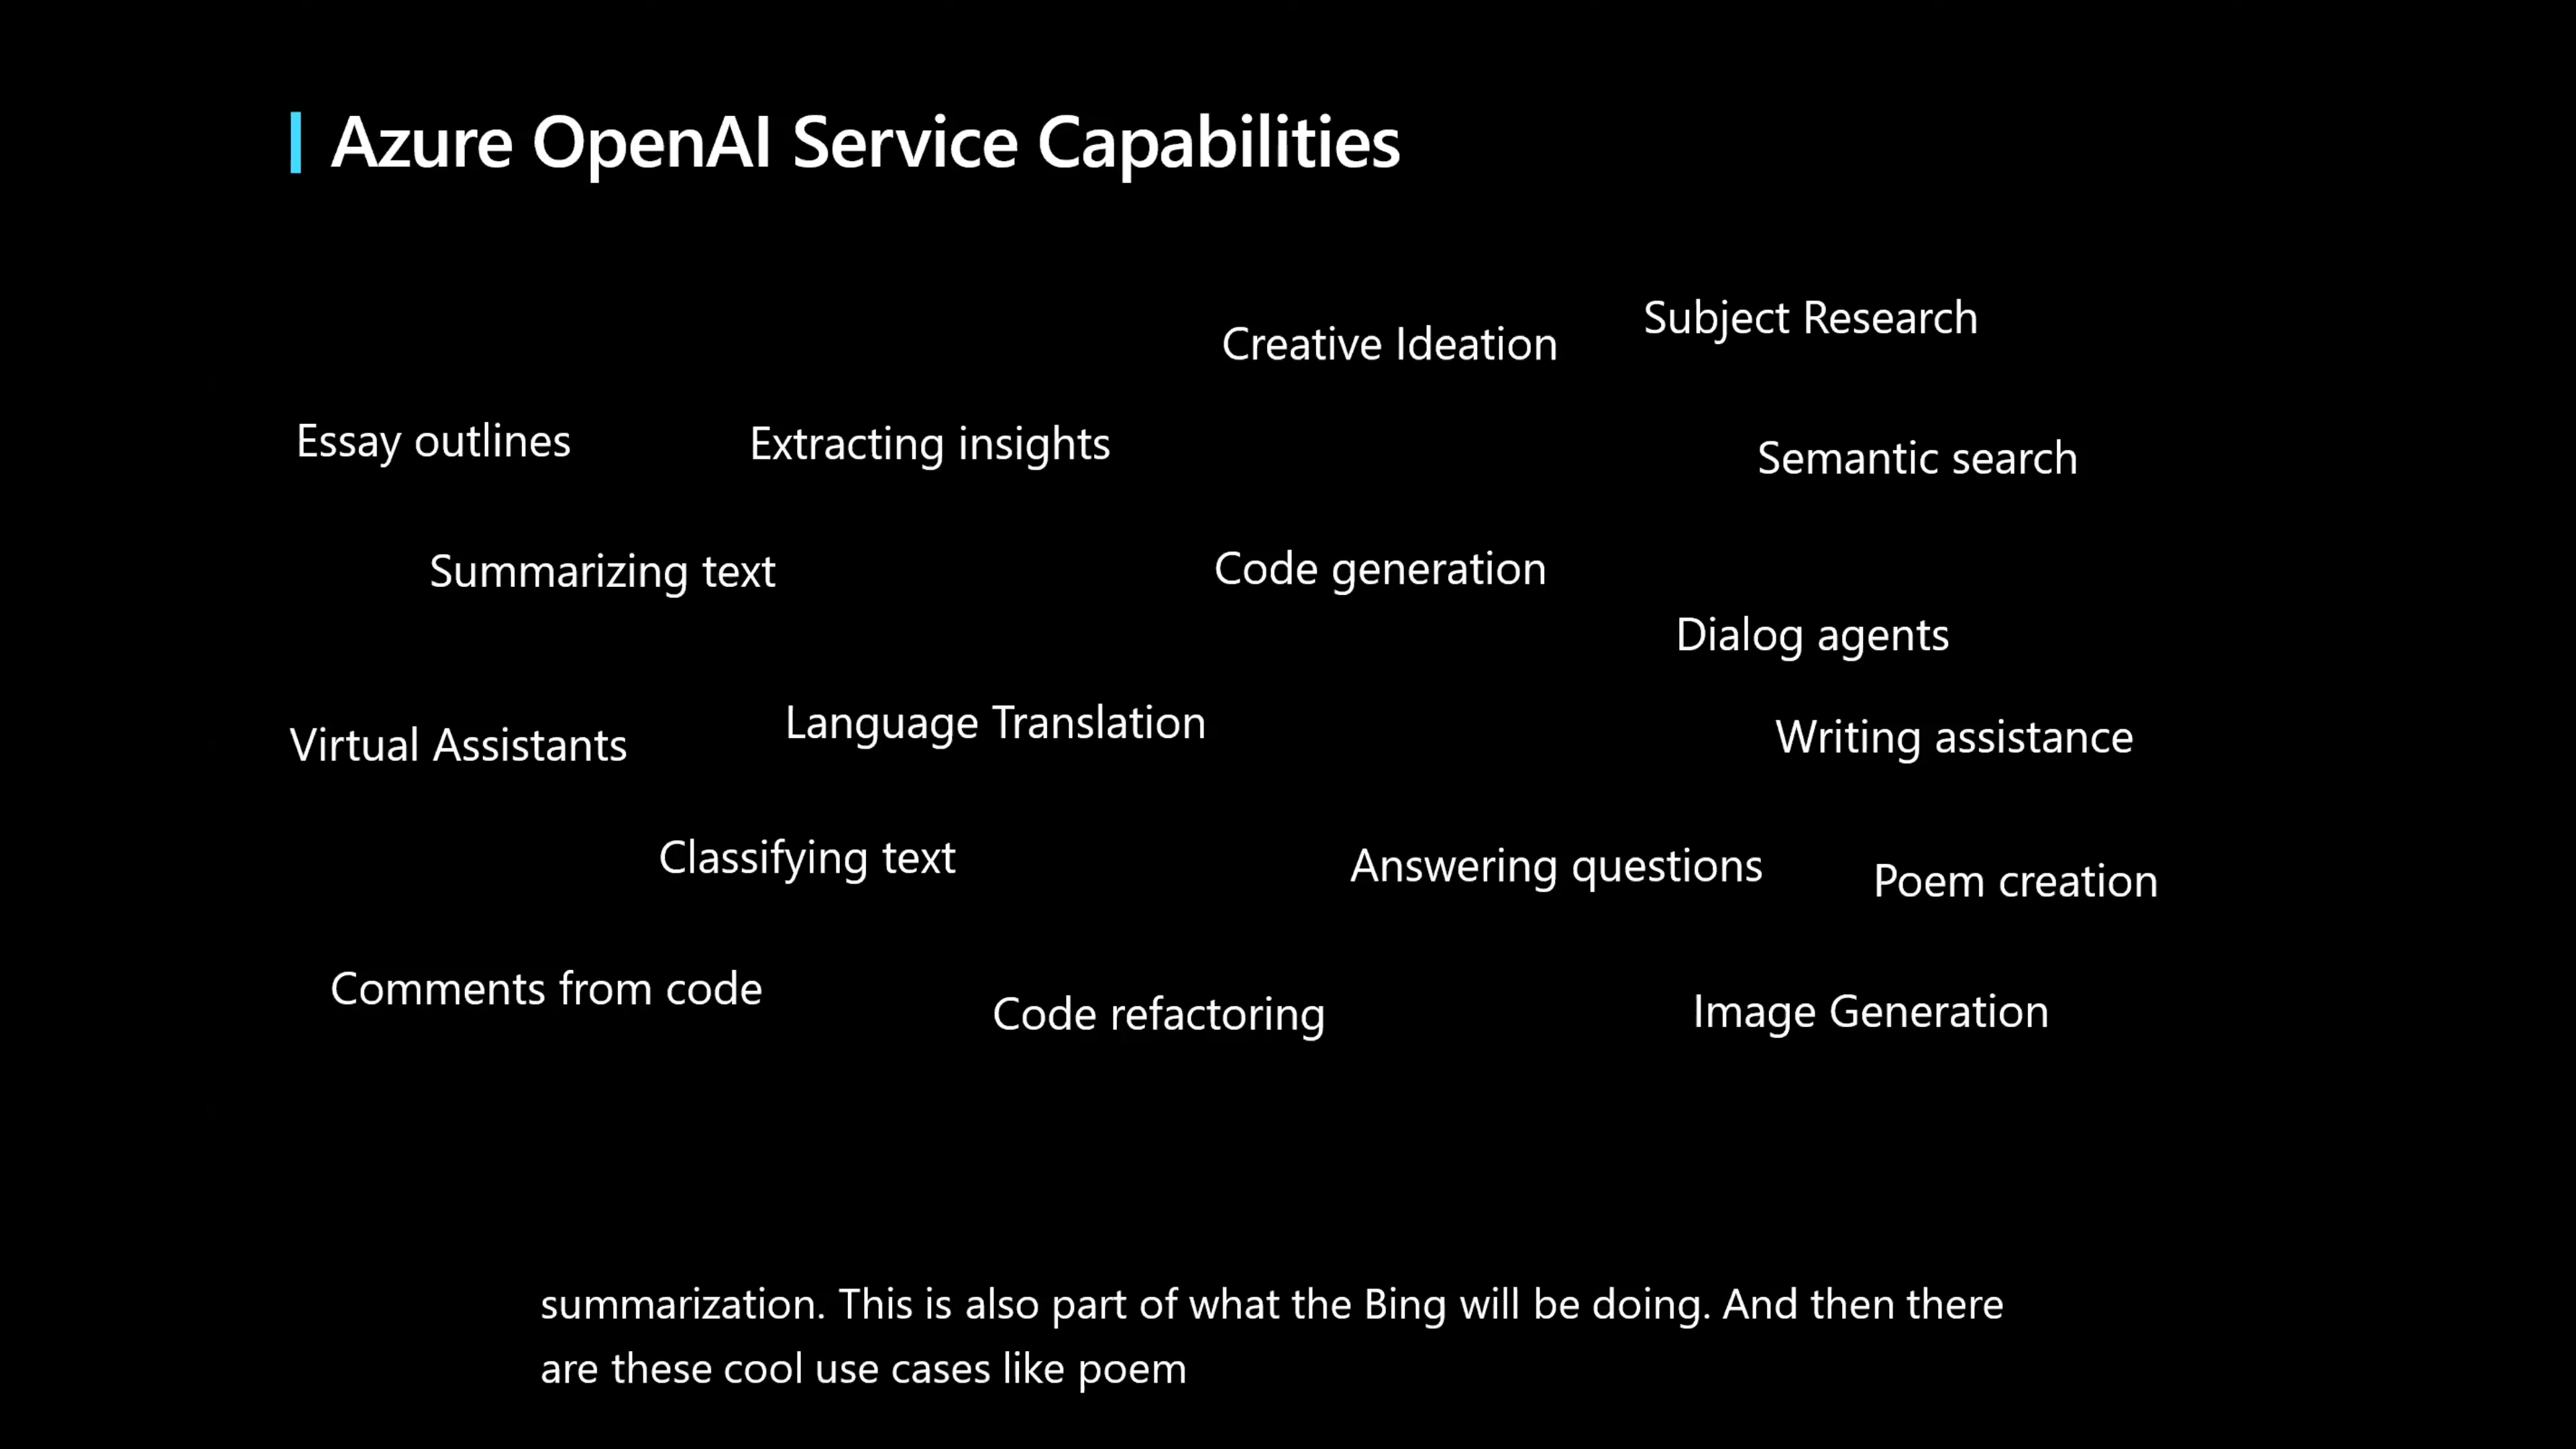 Azure OpenAI Service Capabilities
Creative Ideation
Subject Research
Essay outlines
Extracting insights
Semantic search
Summarizing text
Code generation
Dialog agents
Virtual Assistants
Language Translation
Writing assistance
Classifying text
Answering questions
Poem creation
Comments from code
Code refactoring
Image Generation
summarization. This is also part of what the Bing will be doing. And then there
are these cool use cases like poem